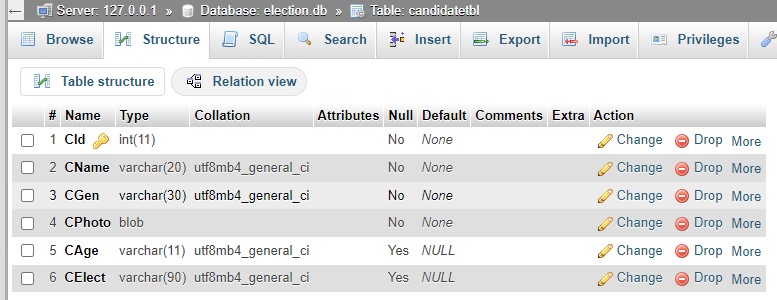 Server: 127.0.0.1 » Database: election.db » Table: candidatetbl
Browse Structure SQL Search Insert Export Import Privileges
Table structure Relation view
# Name Type Collation Attributes Null Default Comments Extra Action
1 CId int(11) No None Change Drop More
2 CName varchar(20) utf8mb4_general_ci No None Change Drop More
3 CGen varchar(30) utf8mb4_general_ci No None Change Drop More
4 CPhoto blob No None Change Drop More
5 CAge varchar(11) utf8mb4_general_ci Yes NULL Change Drop More
6 CElect varchar(90) utf8mb4_general_ci Yes NULL Change Drop More